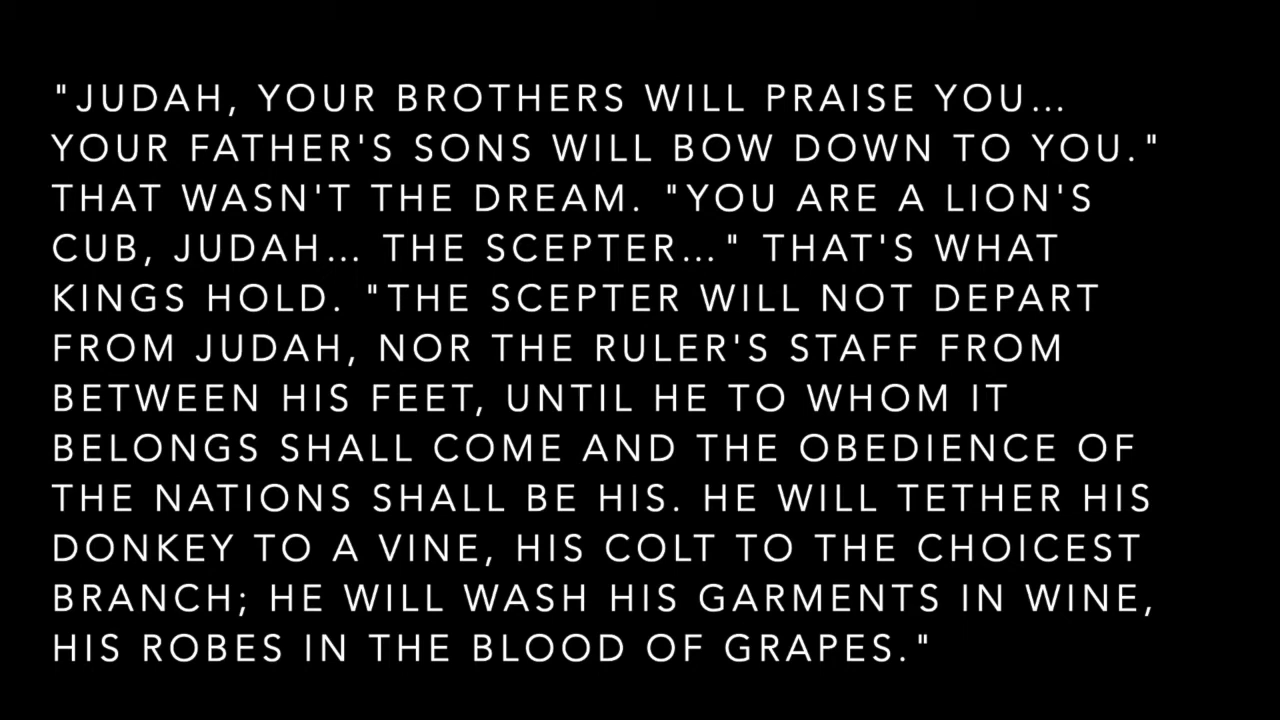 "JUDAH, YOUR BROTHERS WILL PRAISE YOU...
YOUR FATHER'S SONS WILL BOW DOWN TO YOU."
THAT WASN'T THE DREAM. "YOU ARE A LION'S
CUB, JUDAH... THE SCEPTER..." THAT'S WHAT
KINGS HOLD. "THE SCEPTER WILL NOT DEPART
FROM JUDAH, NOR THE RULER'S STAFF FROM
BETWEEN HIS FEET, UNTIL HE TO WHOM IT
BELONGS SHALL COME AND THE OBEDIENCE OF
THE NATIONS SHALL BE HIS. HE WILL TETHER HIS
DONKEY TO A VINE, HIS COLT TO THE CHOICEST
BRANCH; HE WILL WASH HIS GARMENTS IN WINE,
HIS ROBES IN THE BLOOD OF GRAPES."